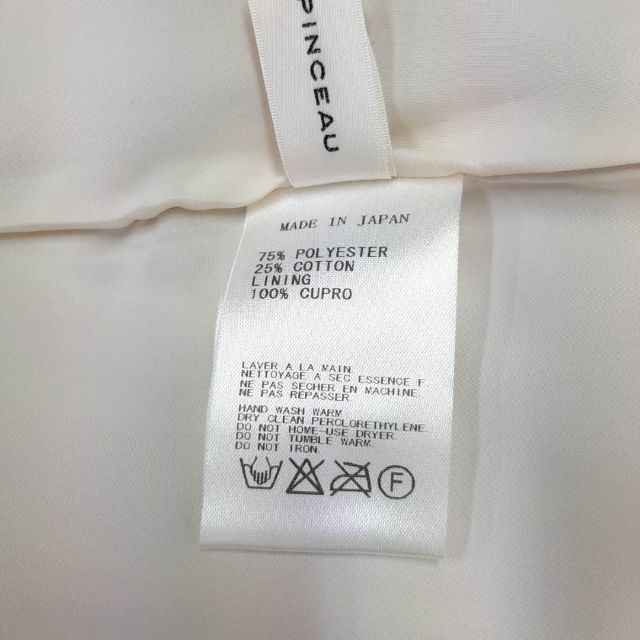 PINCEAU
MADE IN JAPAN
75% POLYESTER
25% COTTON
LINING
100% CUPRO
LAVER A LA MAIN.
NETTOYAGE A SEC ESSENCE F.
NE PAS SECHER EN MACHINE.
NE PAS REPASSER.
HAND WASH WARM
DRY CLEAN PERCLORETHYLENE.
DO NOT HOME-USE DRYER.
DO NOT TUMBLE WARM.
DO NOT IRON.
F